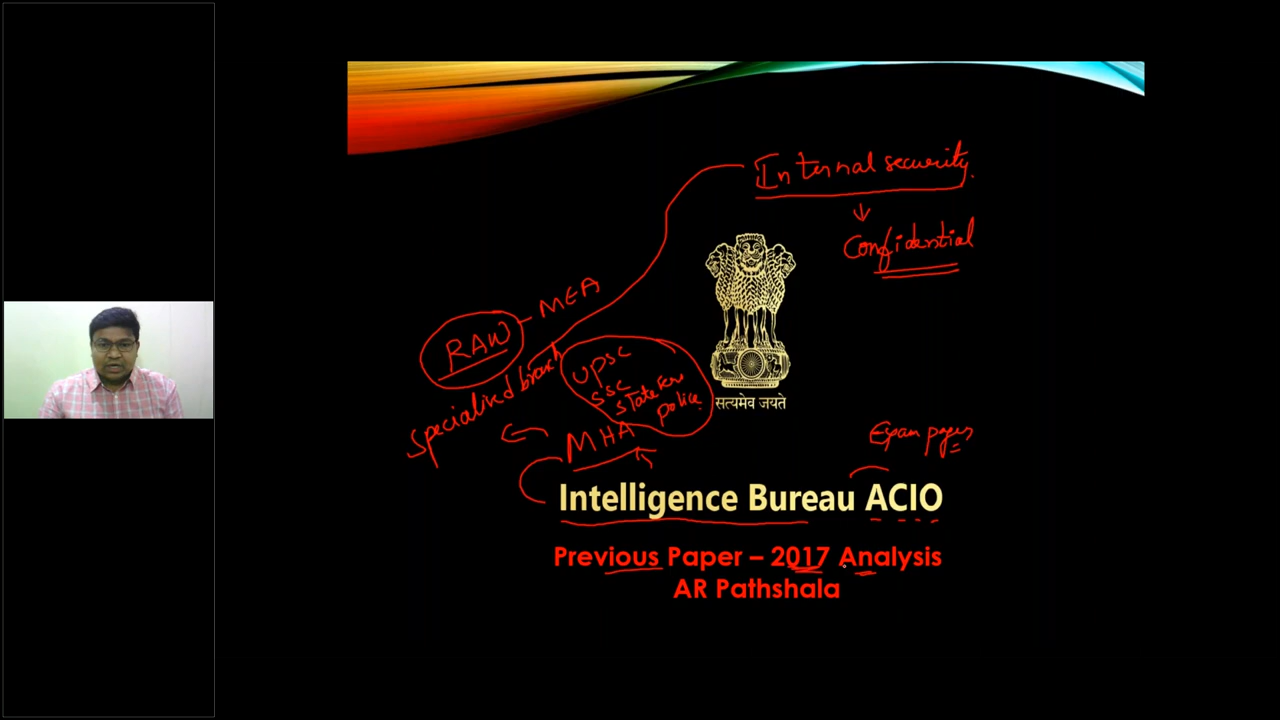 Internal security.
Confidential
RAW - MEA
Specialised branch
UPSC
SSC
State
police
MHA
सत्यमेव जयते
Exam pages
Intelligence Bureau ACIO
Previous Paper – 2017 Analysis
AR Pathshala